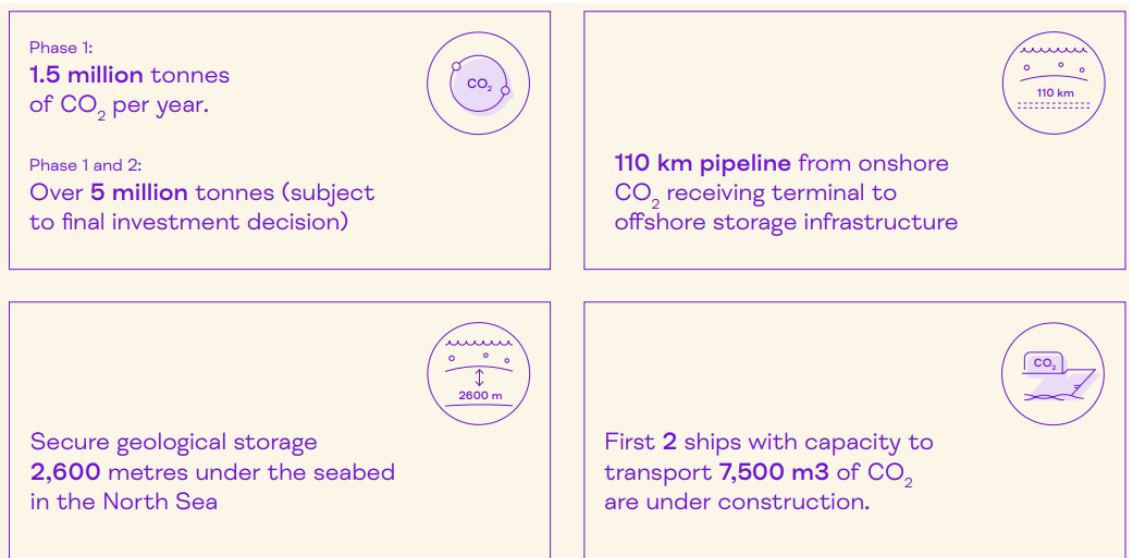 Phase 1:
1.5 million tonnes
of CO₂ per year.
CO₂
Phase 1 and 2:
Over 5 million tonnes (subject
to final investment decision)
110 km
110 km pipeline from onshore
CO₂ receiving terminal to
offshore storage infrastructure
2600 m
Secure geological storage
2,600 metres under the seabed
in the North Sea
CO₂
First 2 ships with capacity to
transport 7,500 m3 of CO₂
are under construction.